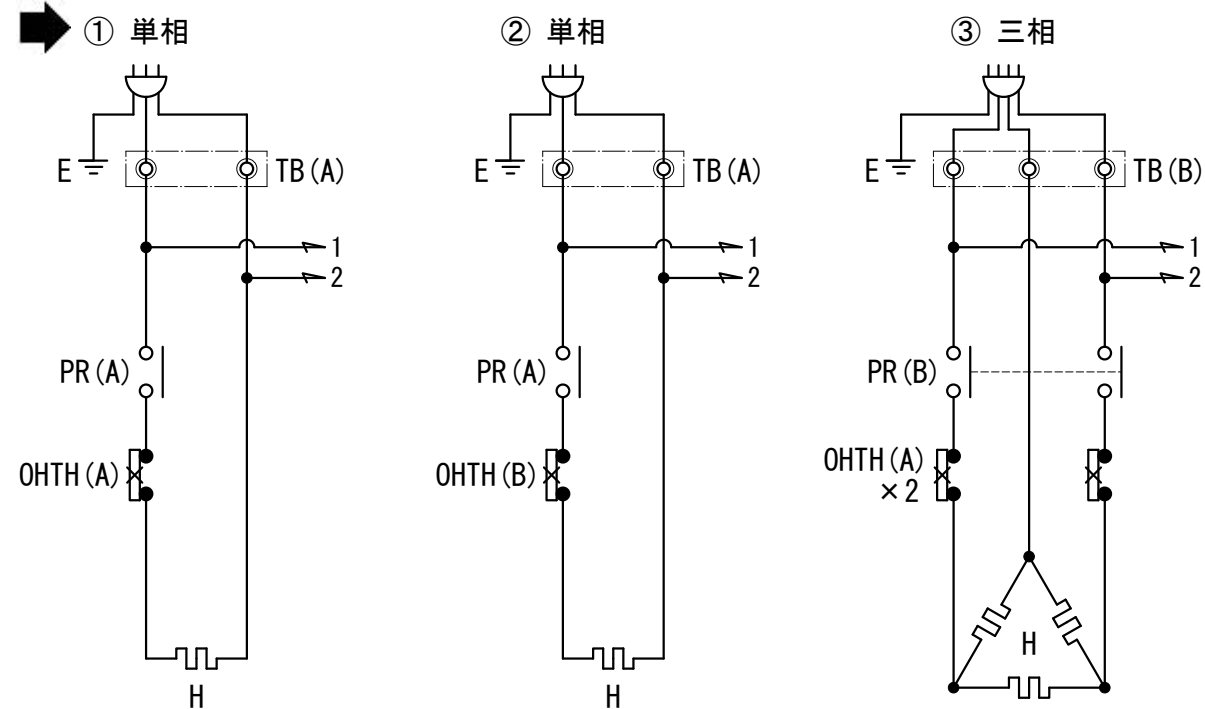 ① 単相
② 単相
③ 三相
E
TB(A)
E
TB(A)
E
TB(B)
1
1
1
2
2
2
PR(A)
PR(A)
PR(B)
OHTH(A)
OHTH(B)
OHTH(A)
×2
H
H
H